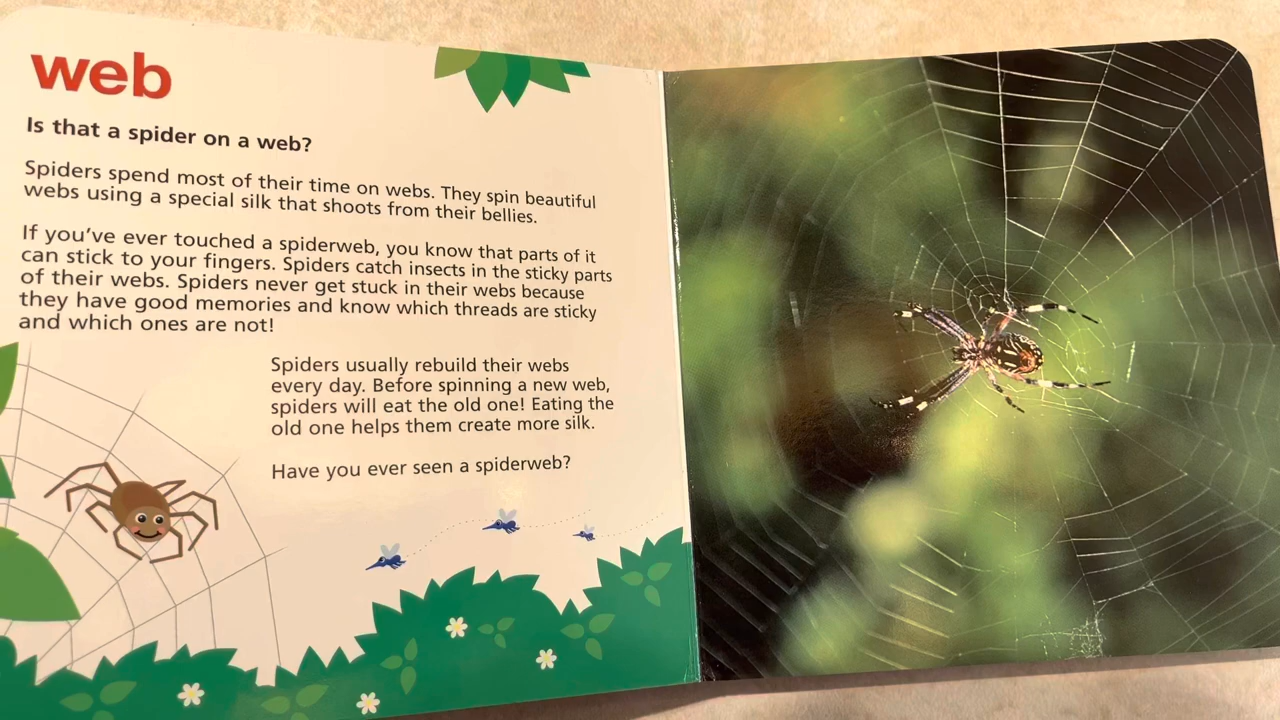 web
Is that a spider on a web?
Spiders spend most of their time on webs. They spin beautiful
webs using a special silk that shoots from their bellies.
If you’ve ever touched a spiderweb, you know that parts of it
can stick to your fingers. Spiders catch insects in the sticky parts
of their webs. Spiders never get stuck in their webs because
they have good memories and know which threads are sticky
and which ones are not!
Spiders usually rebuild their webs
every day. Before spinning a new web,
spiders will eat the old one! Eating the
old one helps them create more silk.
Have you ever seen a spiderweb?